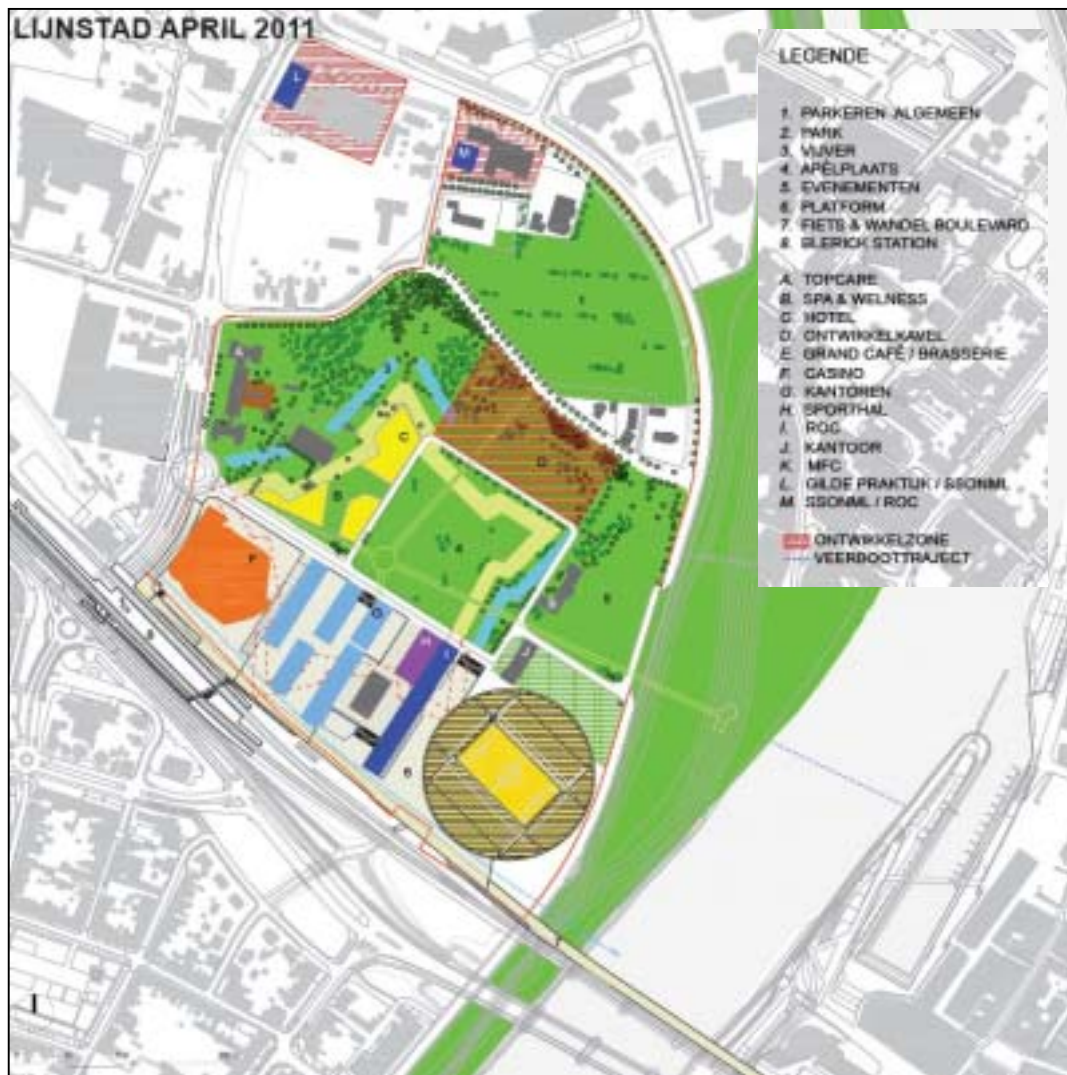 LIJNSTAD APRIL 2011
LEGENDE
1. PARKEREN ALGEMEEN
2. PARK
3. VIJVER
4. APÈLPLAATS
5. EVENEMENTEN
6. PLATFORM
7. FIETS & WANDEL BOULEVARD
8. BLERICK STATION
A. TOPCARE
B. SPA & WELNESS
C. HOTEL
D. ONTWIKKELKAVEL
E. GRAND CAFÉ / BRASSERIE
F. CASINO
G. KANTOREN
H. SPORTHAL
I. ROC
J. KANTOOR
K. MFC
L. GILDE PRAKTIJK / SSONML
M. SSONML / ROC
ONTWIKKELZONE
VEERBOOTTRAJECT
L
M
C
D
B
F
J